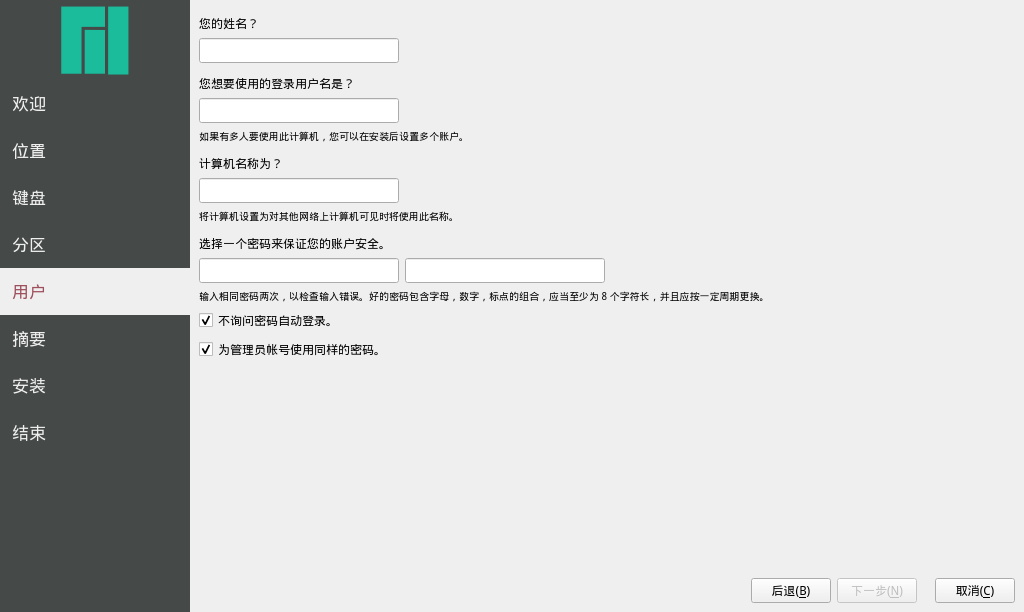 欢迎
位置
键盘
分区
用户
摘要
安装
结束
您的姓名？
您想要使用的登录用户名是？
如果有多人要使用此计算机，您可以在安装后设置多个账户。
计算机名称为？
将计算机设置为对其他网络上计算机可见时将使用此名称。
选择一个密码来保证您的账户安全。
输入相同密码两次，以检查输入错误。好的密码包含字母，数字，标点的组合，应当至少为 8 个字符长，并且应按一定周期更换。
不询问密码自动登录。
为管理员帐号使用同样的密码。
后退(B) 下一步(N) 取消(C)